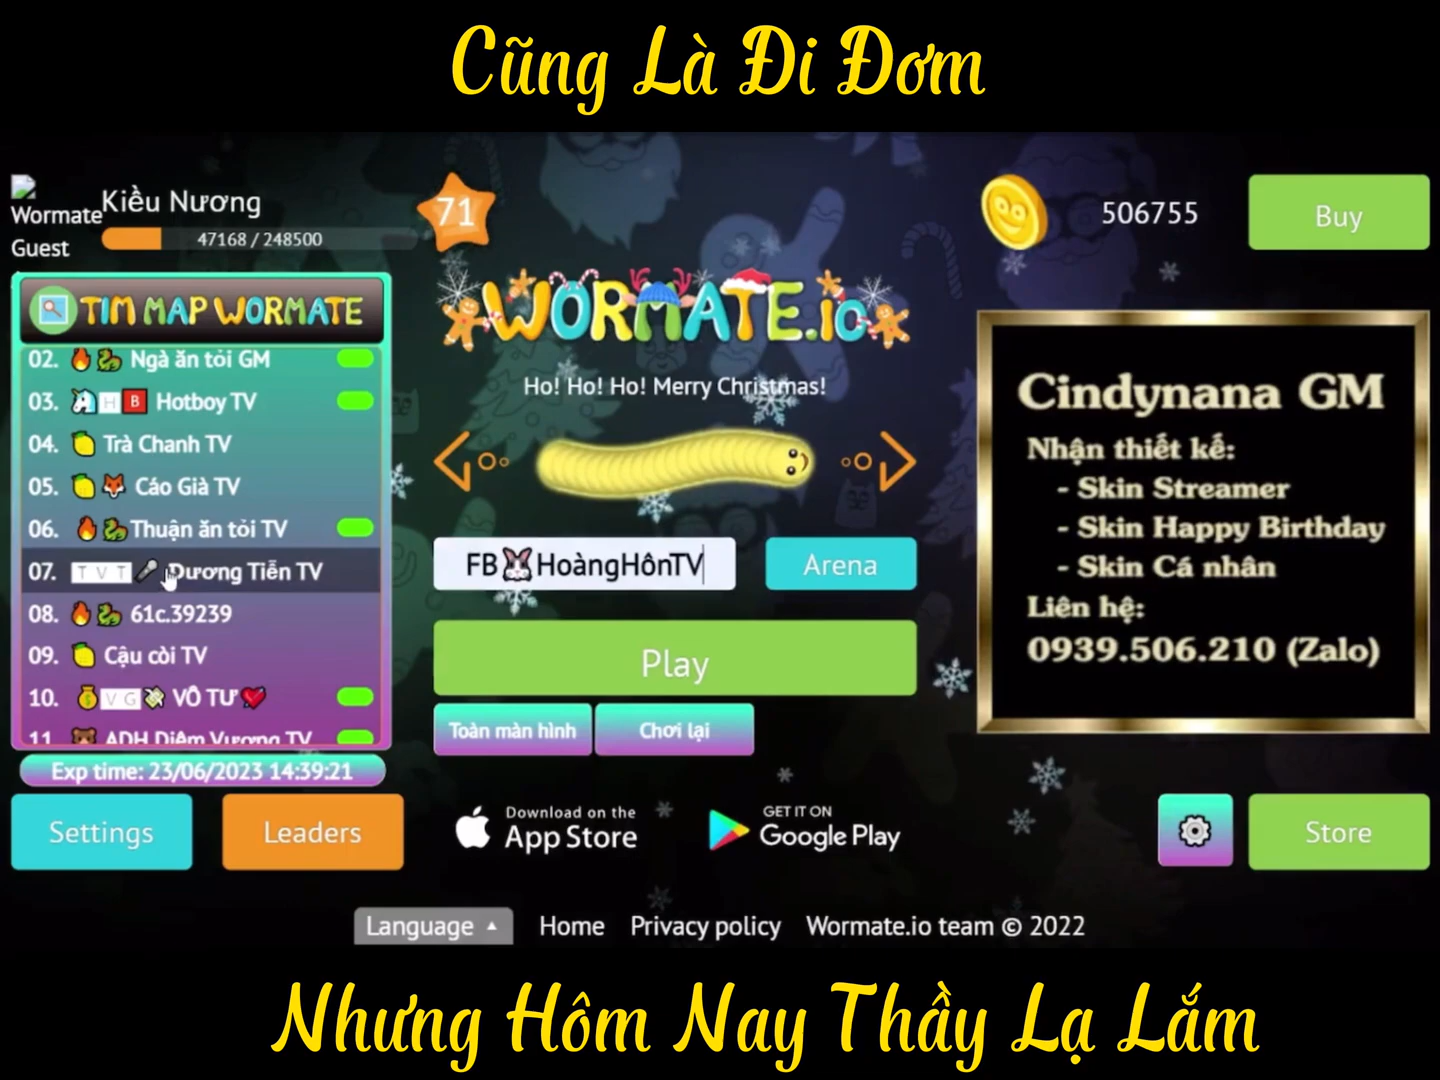 Cũng Là Đi Đơm
Wormate
Guest
Kiều Nương
47168 / 248500
71
506755
Buy
TIM MAP WORMATE
02. Ngà ăn tỏi GM
03. H B Hotboy TV
04. Trà Chanh TV
05. Cáo Già TV
06. Thuận ăn tỏi TV
07. T V T Dương Tiễn TV
08. 61c.39239
09. Cậu còi TV
10. V G VÔ TƯ
11. ADH Diêm Vương TV
Exp time: 23/06/2023 14:39:21
Settings
Leaders
WORMATE.io
Ho! Ho! Ho! Merry Christmas!
FB HoàngHônTV
Arena
Play
Toàn màn hình
Chơi lại
Download on the
App Store
GET IT ON
Google Play
Cindynana GM
Nhận thiết kế:
- Skin Streamer
- Skin Happy Birthday
- Skin Cá nhân
Liên hệ:
0939.506.210 (Zalo)
Store
Language
Home
Privacy policy
Wormate.io team © 2022
Nhưng Hôm Nay Thầy Lạ Lắm